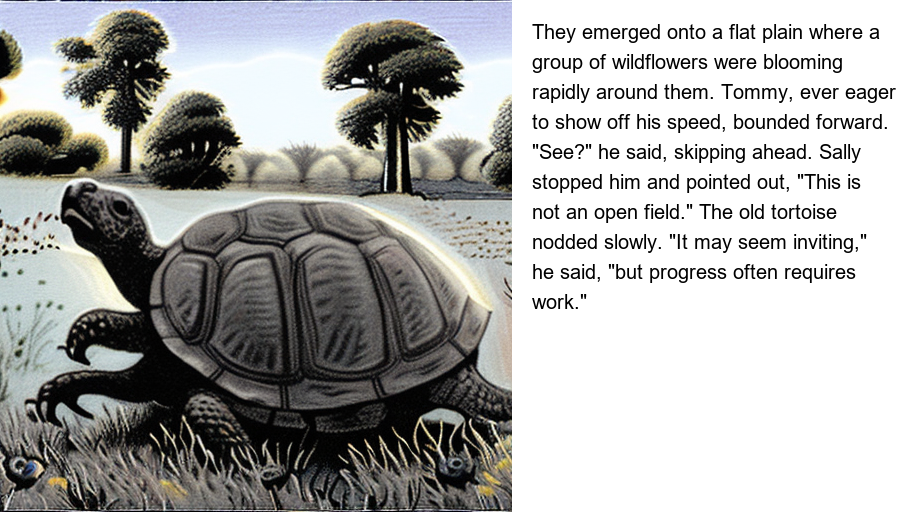 They emerged onto a flat plain where a
group of wildflowers were blooming
rapidly around them. Tommy, ever eager
to show off his speed, bounded forward.
"See?" he said, skipping ahead. Sally
stopped him and pointed out, "This is
not an open field." The old tortoise
nodded slowly. "It may seem inviting,"
he said, "but progress often requires
work."